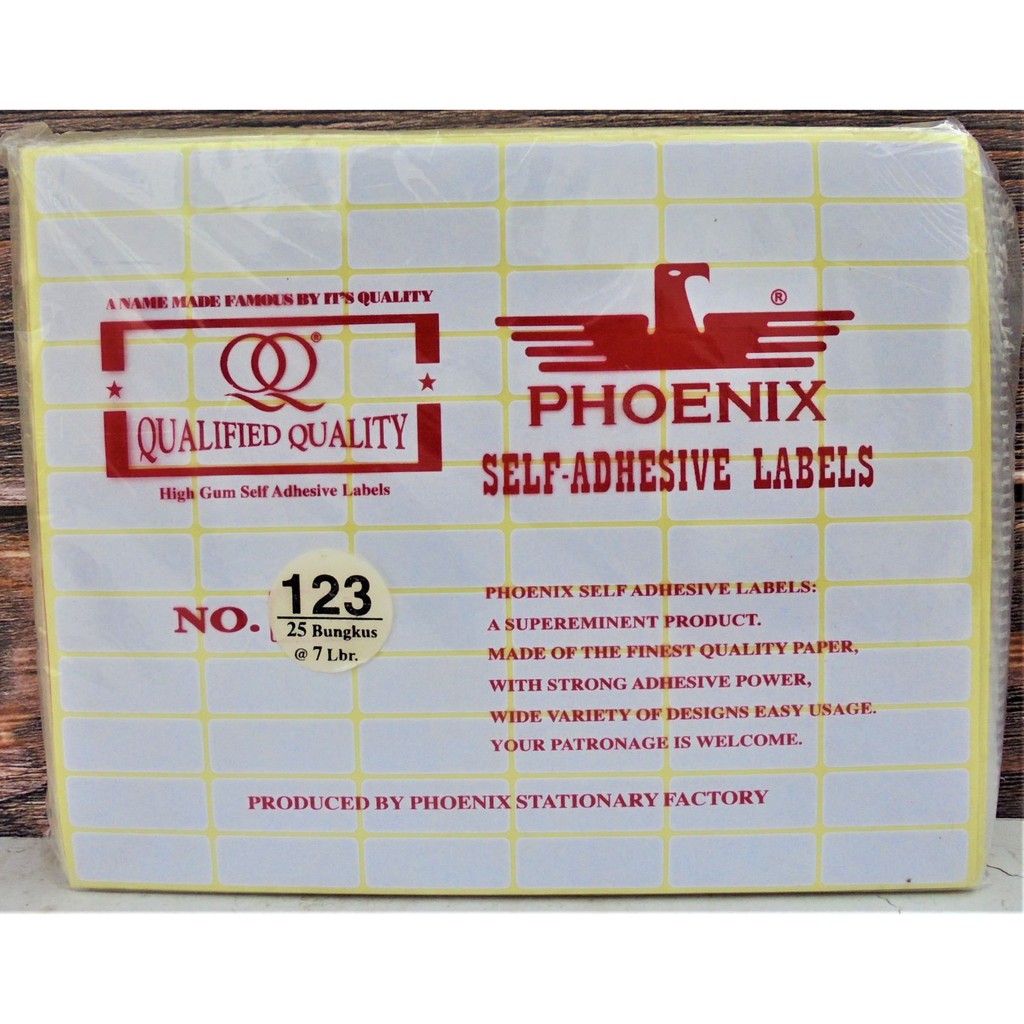 A NAME MADE FAMOUS BY IT'S QUALITY
QQ®
QUALIFIED QUALITY
High Gum Self Adhesive Labels
®
PHOENIX
SELF-ADHESIVE LABELS
NO.
123
25 Bungkus
@ 7 Lbr.
PHOENIX SELF ADHESIVE LABELS:
A SUPEREMINENT PRODUCT.
MADE OF THE FINEST QUALITY PAPER,
WITH STRONG ADHESIVE POWER,
WIDE VARIETY OF DESIGNS EASY USAGE.
YOUR PATRONAGE IS WELCOME.
PRODUCED BY PHOENIX STATIONARY FACTORY